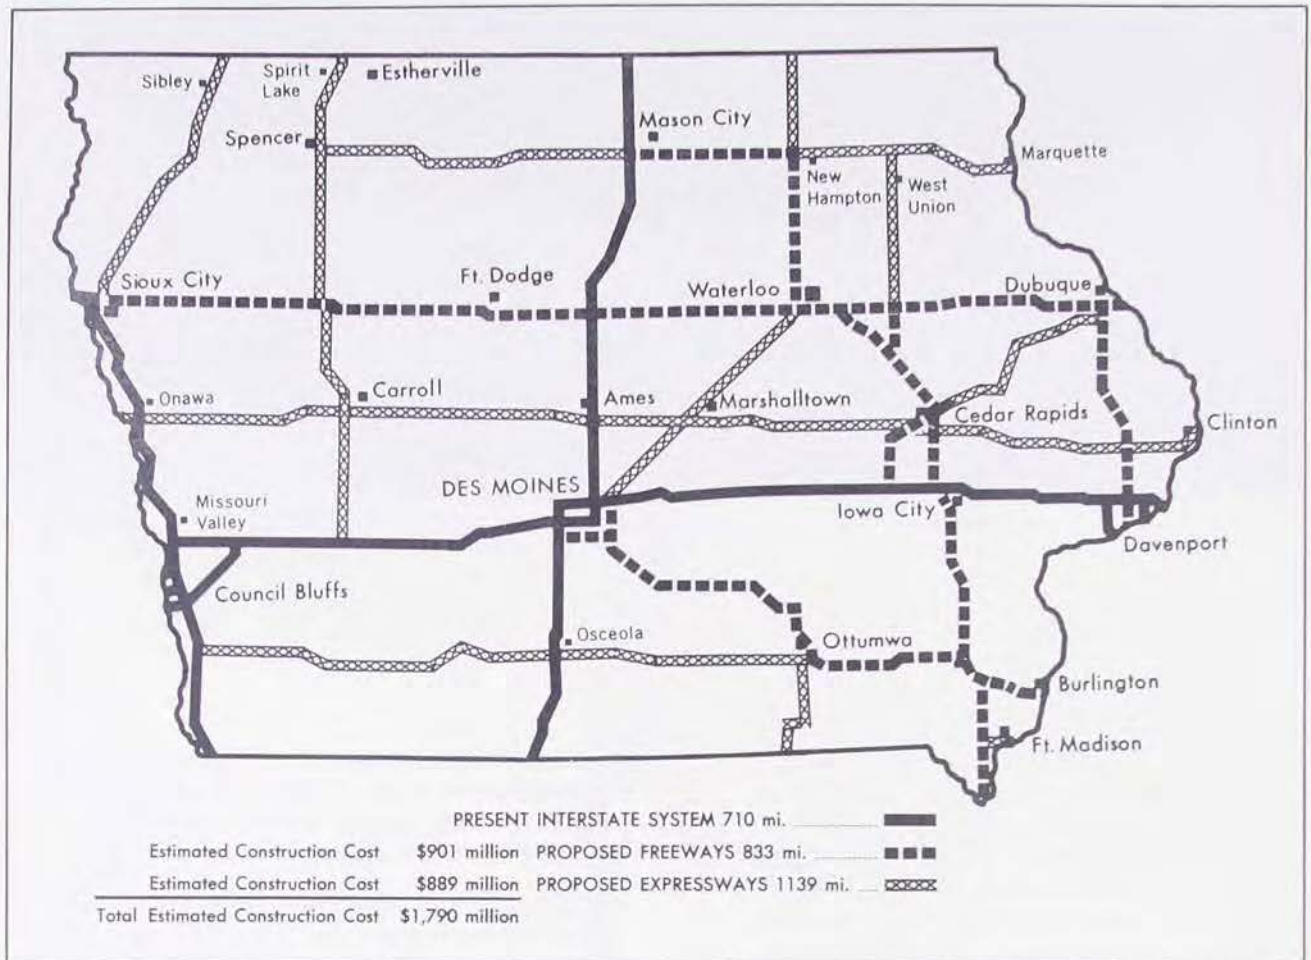 Sibley
Spirit
Lake
Estherville
Spencer
Mason City
New
Hampton
West
Union
Marquette
Sioux City
Ft. Dodge
Waterloo
Dubuque
Onawa
Carroll
Ames
Marshalltown
Cedar Rapids
Clinton
DES MOINES
Missouri
Valley
Iowa City
Davenport
Council Bluffs
Osceola
Ottumwa
Burlington
Ft. Madison
PRESENT INTERSTATE SYSTEM 710 mi.
Estimated Construction Cost $901 million PROPOSED FREEWAYS 833 mi.
Estimated Construction Cost $889 million PROPOSED EXPRESSWAYS 1139 mi.
Total Estimated Construction Cost $1,790 million